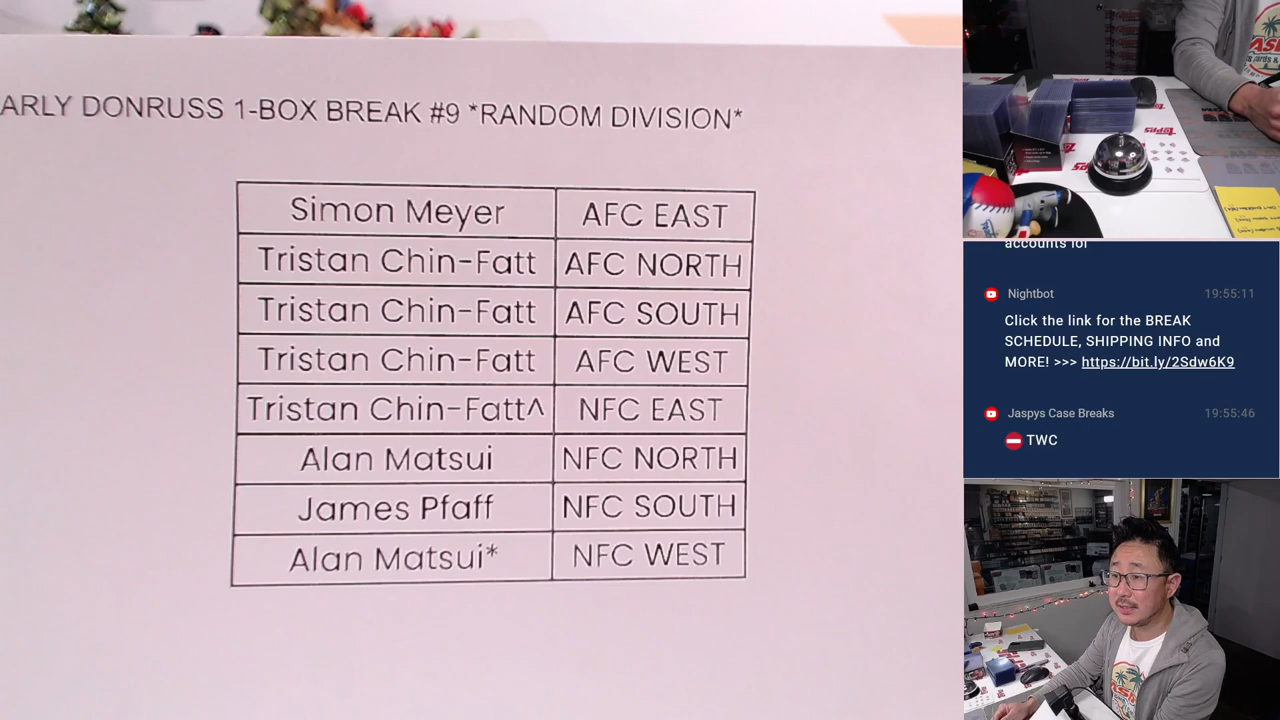 ARLY DONRUSS 1-BOX BREAK #9 *RANDOM DIVISION*
Simon Meyer AFC EAST
Tristan Chin-Fatt AFC NORTH
Tristan Chin-Fatt AFC SOUTH
Tristan Chin-Fatt AFC WEST
Tristan Chin-Fatt^ NFC EAST
Alan Matsui NFC NORTH
James Pfaff NFC SOUTH
Alan Matsui* NFC WEST
topps
accounts lol
Nightbot 19:55:11
Click the link for the BREAK
SCHEDULE, SHIPPING INFO and
MORE! >>> https://bit.ly/2Sdw6K9
Jaspys Case Breaks 19:55:46
⛔ TWC